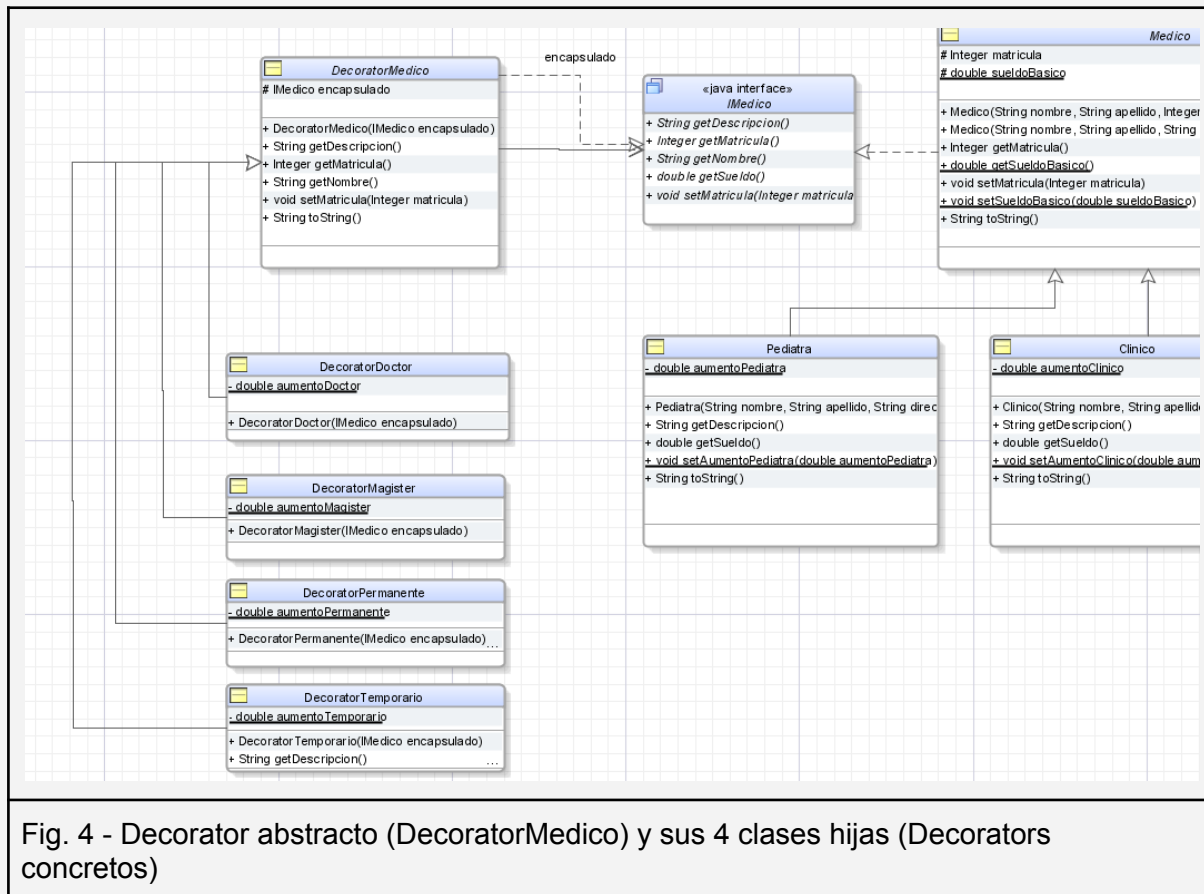 encapsulado
DecoratorMedico
# IMedico encapsulado
+ DecoratorMedico(IMedico encapsulado)
+ String getDescripcion()
+ Integer getMatricula()
+ String getNombre()
+ void setMatricula(Integer matricula)
+ String toString()
«java interface»
IMedico
+ String getDescripcion()
+ Integer getMatricula()
+ String getNombre()
+ double getSueldo()
+ void setMatricula(Integer matricula
Medico
# Integer matricula
# double sueldoBasico
+ Medico(String nombre, String apellido, Integer
+ Medico(String nombre, String apellido, String
+ Integer getMatricula()
+ double getSueldoBasico()
+ void setMatricula(Integer matricula)
+ void setSueldoBasico(double sueldoBasico)
+ String toString()
DecoratorDoctor
- double aumentoDoctor
+ DecoratorDoctor(IMedico encapsulado)
DecoratorMagister
- double aumentoMagister
+ DecoratorMagister(IMedico encapsulado)
DecoratorPermanente
- double aumentoPermanente
+ DecoratorPermanente(IMedico encapsulado)
...
DecoratorTemporario
- double aumentoTemporario
+ DecoratorTemporario(IMedico encapsulado)
+ String getDescripcion()
...
Pediatra
- double aumentoPediatra
+ Pediatra(String nombre, String apellido, String direc
+ String getDescripcion()
+ double getSueldo()
+ void setAumentoPediatra(double aumentoPediatra)
+ String toString()
Clinico
- double aumentoClinico
+ Clinico(String nombre, String apellido
+ String getDescripcion()
+ double getSueldo()
+ void setAumentoClinico(double aum
+ String toString()
Fig. 4 - Decorator abstracto (DecoratorMedico) y sus 4 clases hijas (Decorators
concretos)